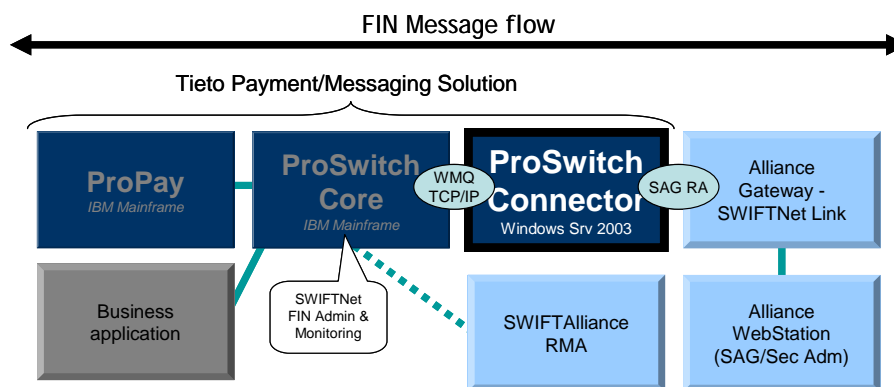 FIN Message flow
Tieto Payment/Messaging Solution
ProPay
IBM Mainframe
ProSwitch
Core
IBM Mainframe
WMQ
TCP/IP
ProSwitch
Connector
Windows Srv 2003
SAG RA
Alliance
Gateway -
SWIFTNet Link
Business
application
SWIFTNet
FIN Admin &
Monitoring
SWIFTAlliance
RMA
Alliance
WebStation
(SAG/Sec Adm)